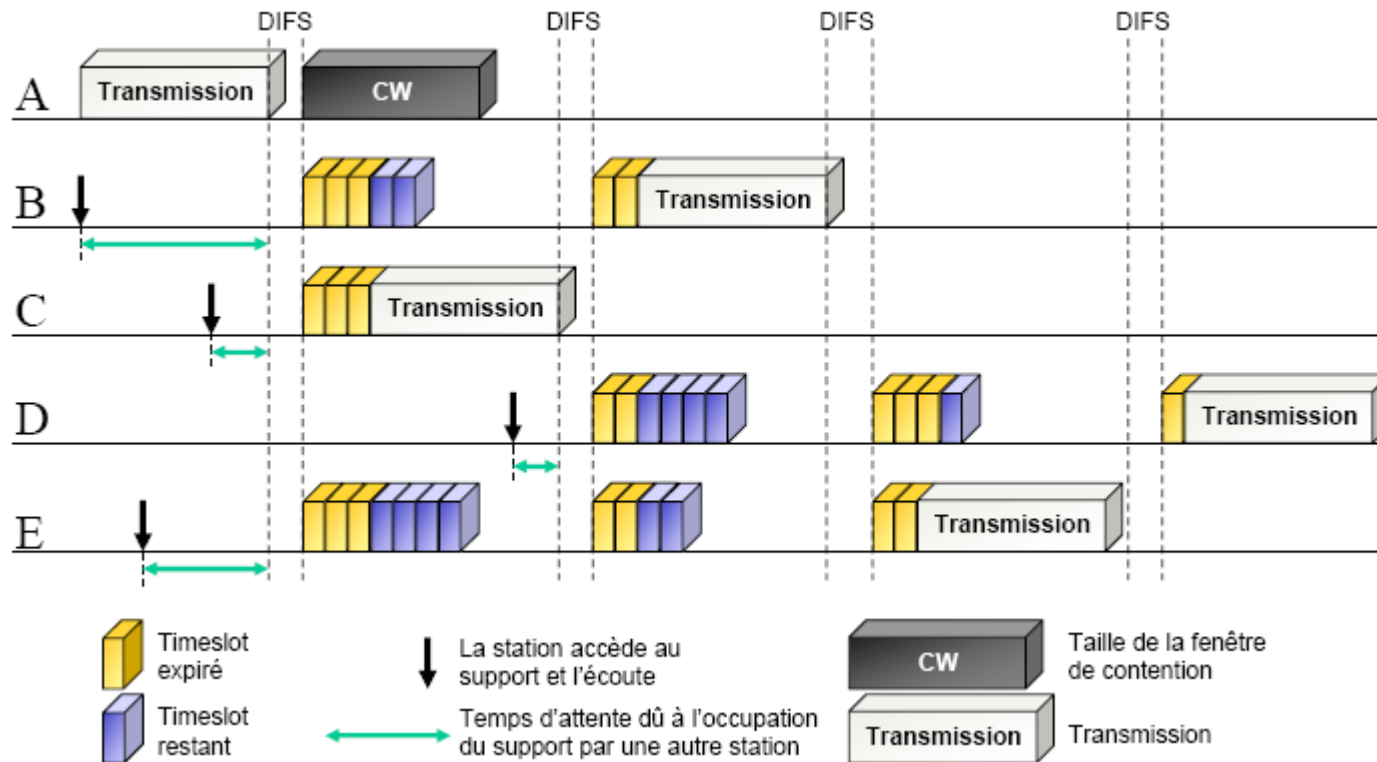 DIFS DIFS DIFS DIFS
A Transmission CW
B Transmission
C Transmission
D Transmission
E Transmission
Timeslot
expiré
La station accède au
support et l'écoute
CW
Taille de la fenêtre
de contention
Timeslot
restant
Temps d'attente dû à l'occupation
du support par une autre station
Transmission
Transmission